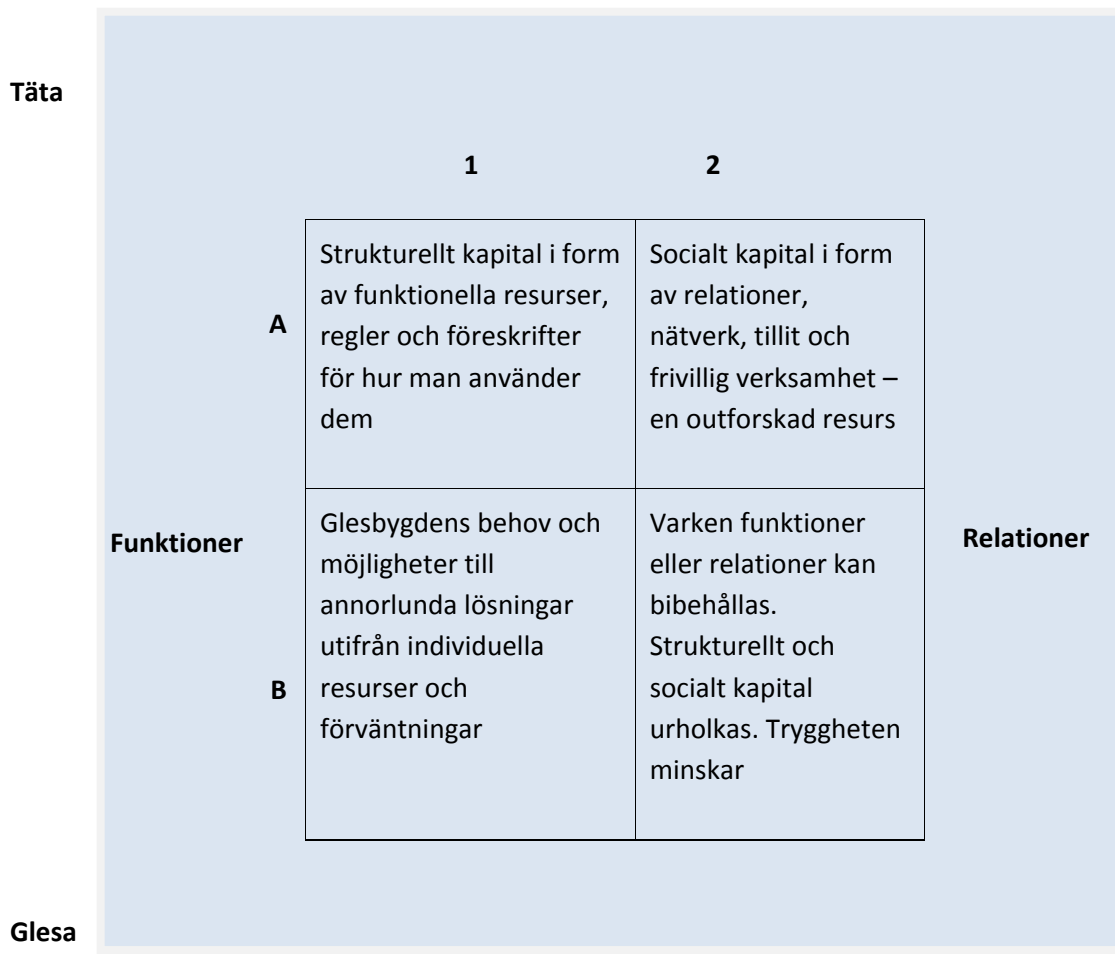 Täta
1 2
A
Strukturellt kapital i form
av funktionella resurser,
regler och föreskrifter
för hur man använder
dem
Socialt kapital i form
av relationer,
nätverk, tillit och
frivillig verksamhet –
en outforskad resurs
Funktioner
B
Glesbygdens behov och
möjligheter till
annorlunda lösningar
utifrån individuella
resurser och
förväntningar
Varken funktioner
eller relationer kan
bibehållas.
Strukturellt och
socialt kapital
urholkas. Tryggheten
minskar
Relationer
Glesa